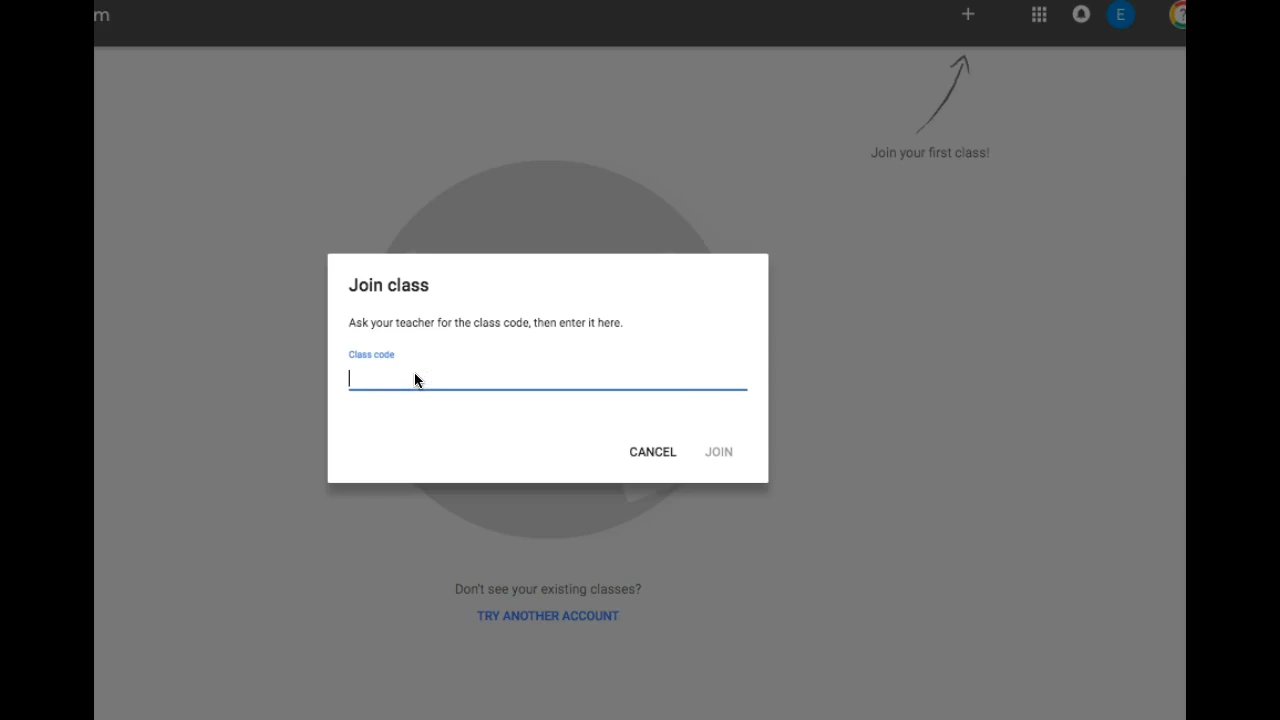 m
E
Join your first class!
Join class
Ask your teacher for the class code, then enter it here.
Class code
CANCEL JOIN
Don't see your existing classes?
TRY ANOTHER ACCOUNT